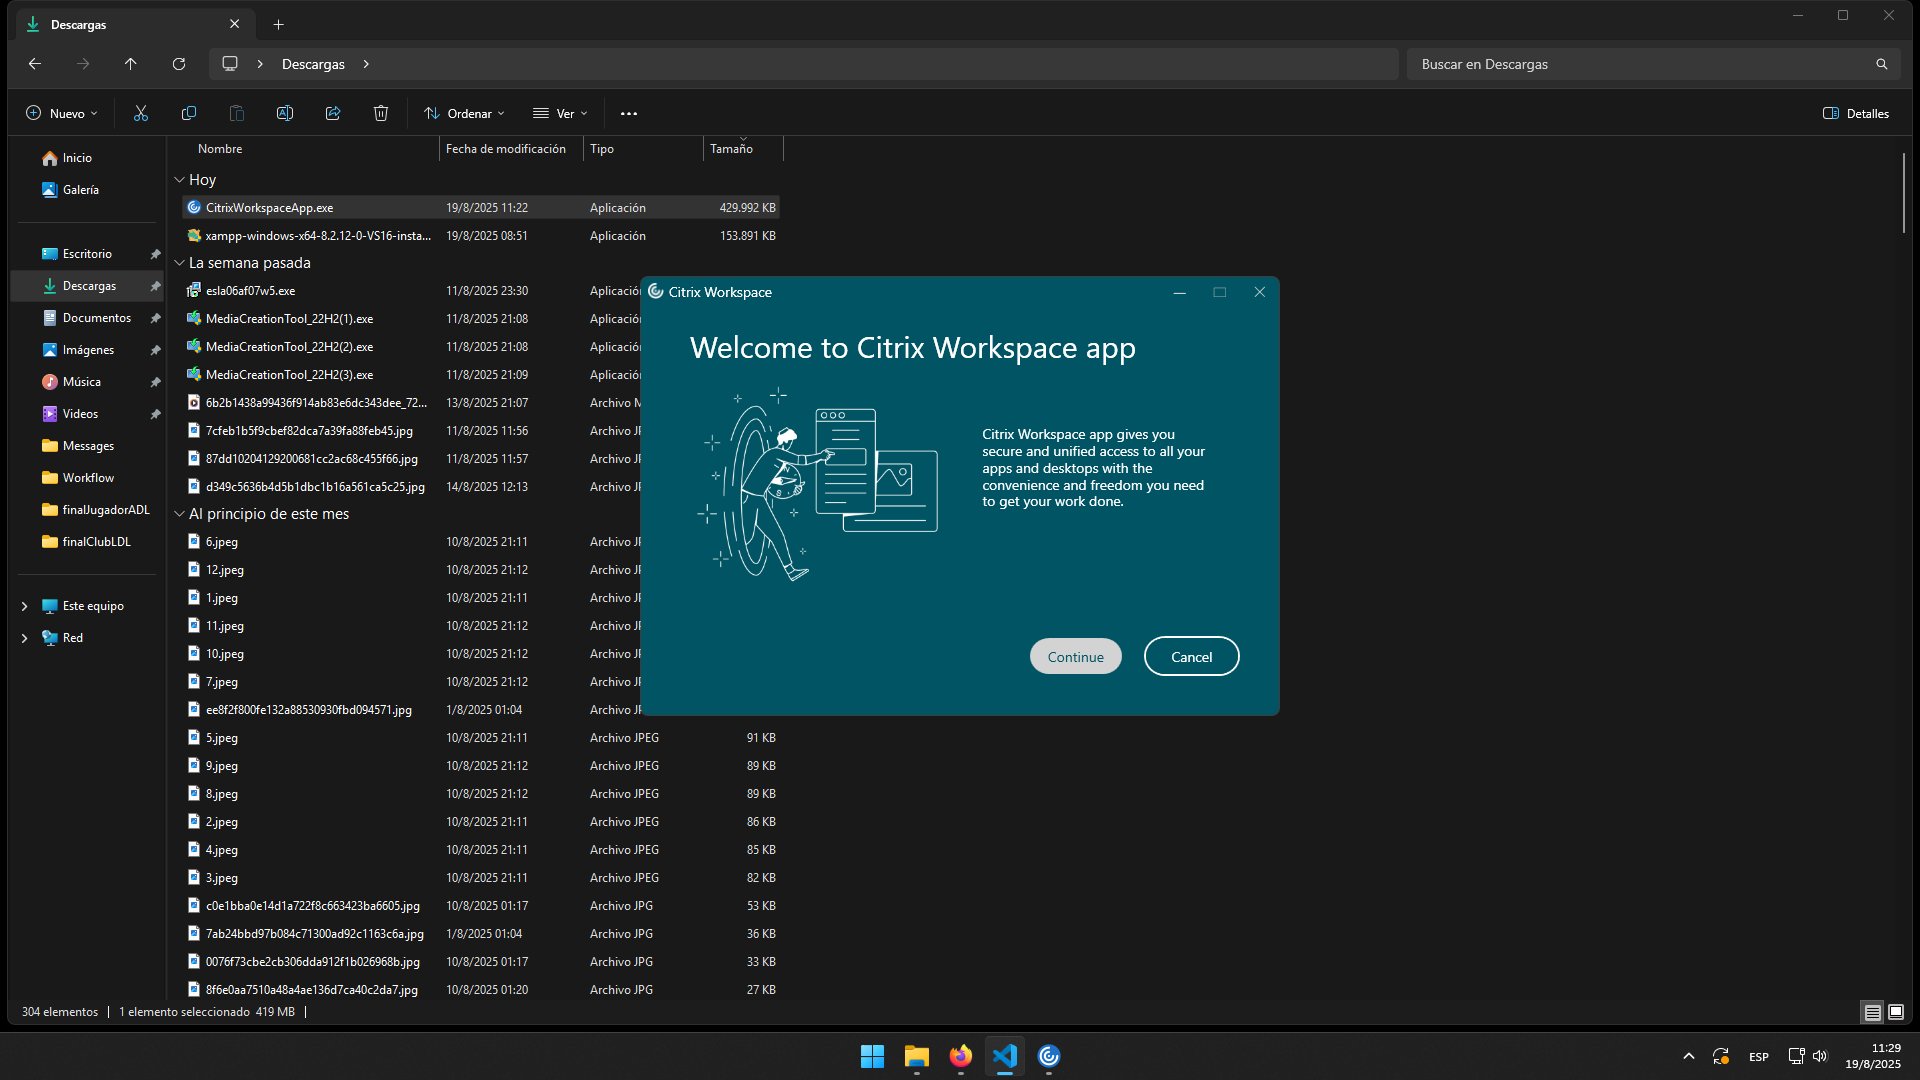 Descargas
Descargas
Buscar en Descargas
Nuevo
Ordenar
Ver
Detalles
Inicio
Galería
Escritorio
Descargas
Documentos
Imágenes
Música
Videos
Messages
Workflow
finalJugadorADL
finalClubLDL
Este equipo
Red
Nombre Fecha de modificación Tipo Tamaño
Hoy
CitrixWorkspaceApp.exe 19/8/2025 11:22 Aplicación 429.992 KB
xampp-windows-x64-8.2.12-0-VS16-insta... 19/8/2025 08:51 Aplicación 153.891 KB
La semana pasada
esla06af07w5.exe 11/8/2025 23:30 Aplicación
MediaCreationTool_22H2(1).exe 11/8/2025 21:08 Aplicación
MediaCreationTool_22H2(2).exe 11/8/2025 21:08 Aplicación
MediaCreationTool_22H2(3).exe 11/8/2025 21:09 Aplicación
6b2b1438a99436f914ab83e6dc343dee_72... 13/8/2025 21:07 Archivo M
7cfeb1b5f9cbef82dca7a39fa88feb45.jpg 11/8/2025 11:56 Archivo JP
87dd10204129200681cc2ac68c455f66.jpg 11/8/2025 11:57 Archivo JP
d349c5636b4d5b1dbc1b16a561ca5c25.jpg 14/8/2025 12:13 Archivo JP
Al principio de este mes
6.jpeg 10/8/2025 21:11 Archivo JP
12.jpeg 10/8/2025 21:12 Archivo JP
1.jpeg 10/8/2025 21:11 Archivo JP
11.jpeg 10/8/2025 21:12 Archivo JP
10.jpeg 10/8/2025 21:12 Archivo JP
7.jpeg 10/8/2025 21:12 Archivo JP
ee8f2f800fe132a88530930fbd094571.jpg 1/8/2025 01:04 Archivo JP
5.jpeg 10/8/2025 21:11 Archivo JPEG 91 KB
9.jpeg 10/8/2025 21:12 Archivo JPEG 89 KB
8.jpeg 10/8/2025 21:12 Archivo JPEG 89 KB
2.jpeg 10/8/2025 21:11 Archivo JPEG 86 KB
4.jpeg 10/8/2025 21:11 Archivo JPEG 85 KB
3.jpeg 10/8/2025 21:11 Archivo JPEG 82 KB
c0e1bba0e14d1a722f8c663423ba6605.jpg 10/8/2025 01:17 Archivo JPG 53 KB
7ab24bbd97b084c71300ad92c1163c6a.jpg 1/8/2025 01:04 Archivo JPG 36 KB
0076f73cbe2cb306dda912f1b026968b.jpg 10/8/2025 01:17 Archivo JPG 33 KB
8f6e0aa7510a48a4ae136d7ca40c2da7.jpg 10/8/2025 01:20 Archivo JPG 27 KB
Citrix Workspace
Welcome to Citrix Workspace app
Citrix Workspace app gives you
secure and unified access to all your
apps and desktops with the
convenience and freedom you need
to get your work done.
Continue
Cancel
304 elementos 1 elemento seleccionado 419 MB
ESP
11:29
19/8/2025